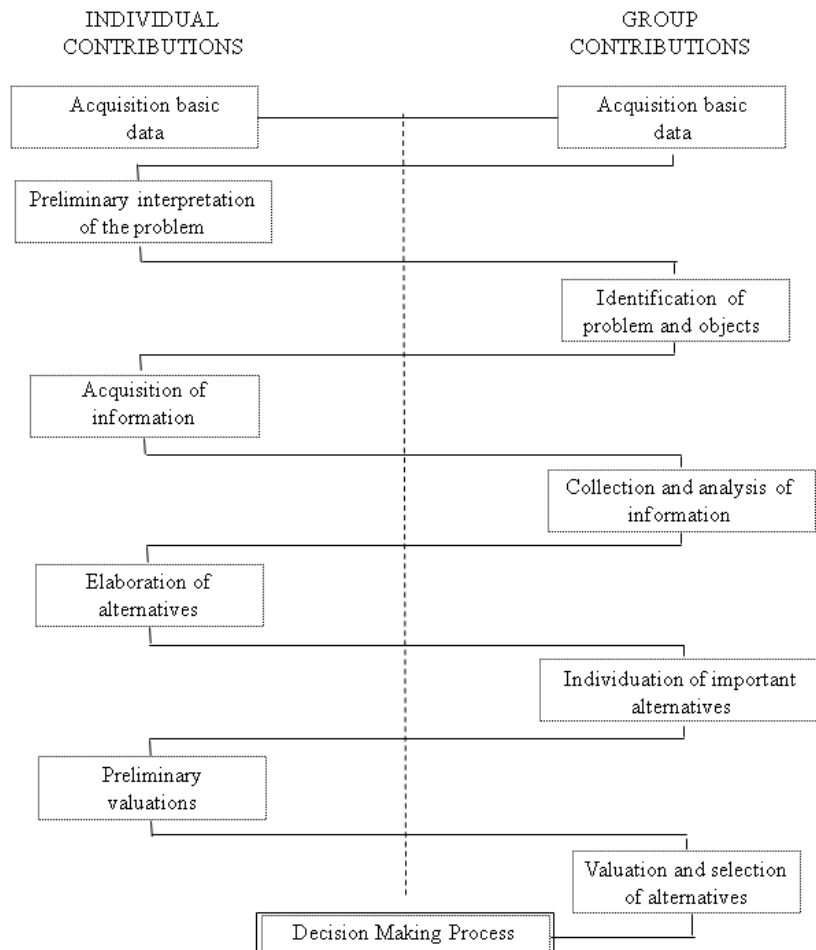 INDIVIDUAL
CONTRIBUTIONS
GROUP
CONTRIBUTIONS
Acquisition basic
data
Acquisition basic
data
Preliminary interpretation
of the problem
Identification of
problem and objects
Acquisition of
information
Collection and analysis of
information
Elaboration of
alternatives
Individuation of important
alternatives
Preliminary
valuations
Valuation and selection
of alternatives
Decision Making Process